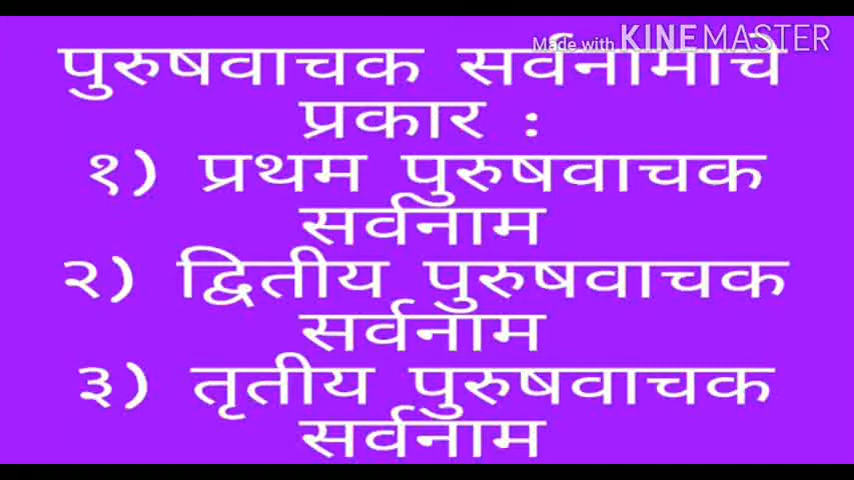 Made with KINEMASTER
पुरुषवाचक सर्वनामाचे
प्रकार :
१) प्रथम पुरुषवाचक
सर्वनाम
२) द्वितीय पुरुषवाचक
सर्वनाम
३) तृतीय पुरुषवाचक
सर्वनाम